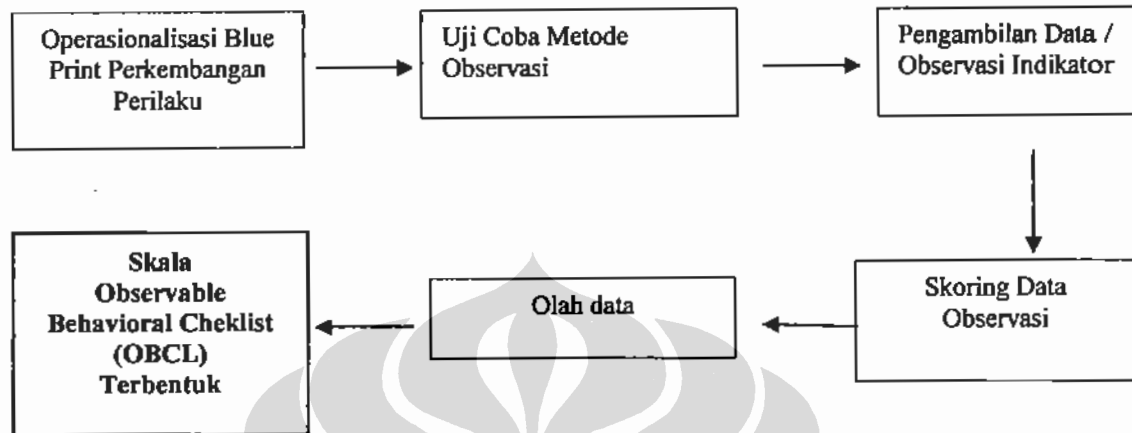 Operasionalisasi Blue
Print Perkembangan
Perilaku
Uji Coba Metode
Observasi
Pengambilan Data /
Observasi Indikator
Skoring Data
Observasi
Olah data
Skala
Observable
Behavioral Cheklist
(OBCL)
Terbentuk